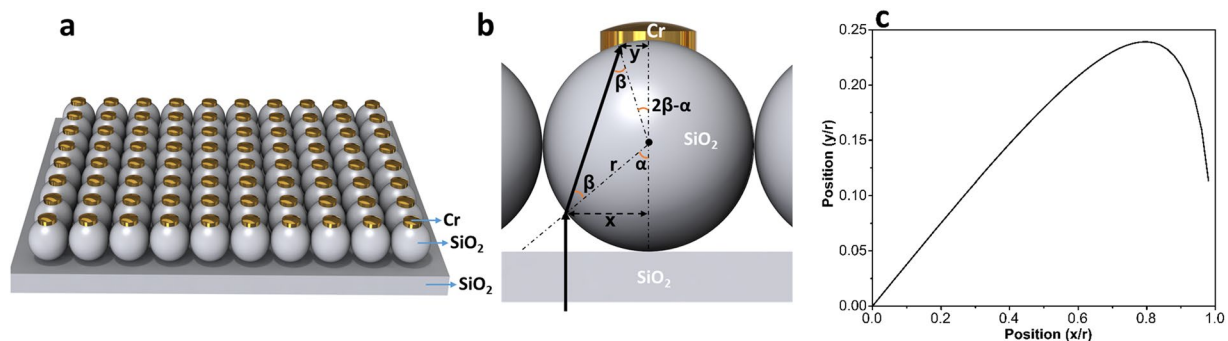 a
Cr
SiO2
SiO2
b
Cr
y
β
2β-α
SiO2
r
α
β
x
SiO2
c
Position (y/r)
0.25
0.20
0.15
0.10
0.05
0.00
0.0 0.2 0.4 0.6 0.8 1.0
Position (x/r)